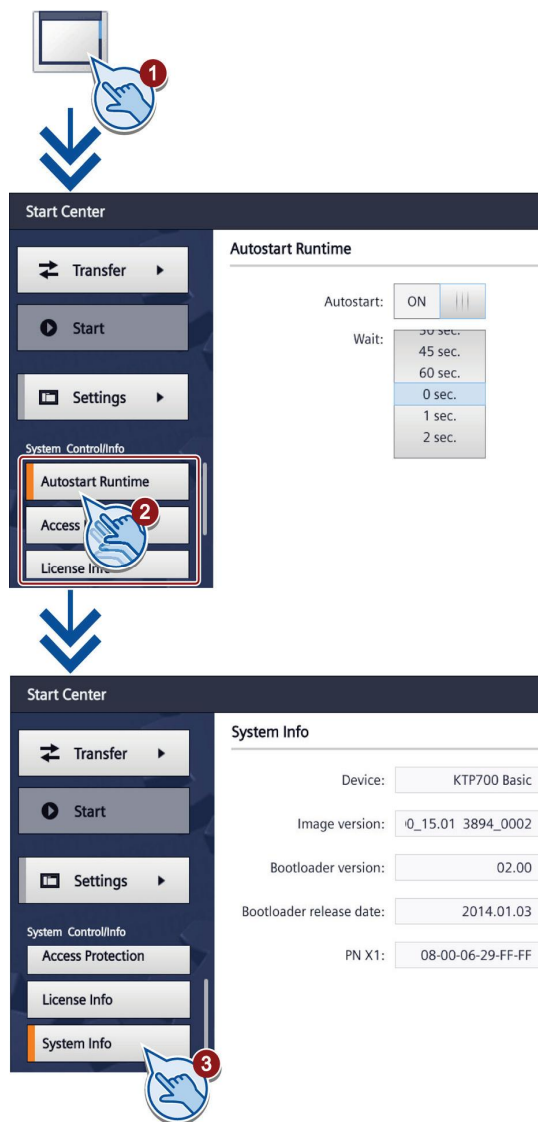 1
Start Center
Autostart Runtime
Transfer
Autostart: ON
Start
Wait:
45 sec.
60 sec.
Settings
0 sec.
1 sec.
2 sec.
System Control/Info
Autostart Runtime
2
Access
License
Start Center
System Info
Transfer
Device: KTP700 Basic
Start
Image version: 0_15.01 3894_0002
Bootloader version: 02.00
Settings
Bootloader release date: 2014.01.03
System Control/Info
PN X1: 08-00-06-29-FF-FF
Access Protection
License Info
System Info
3